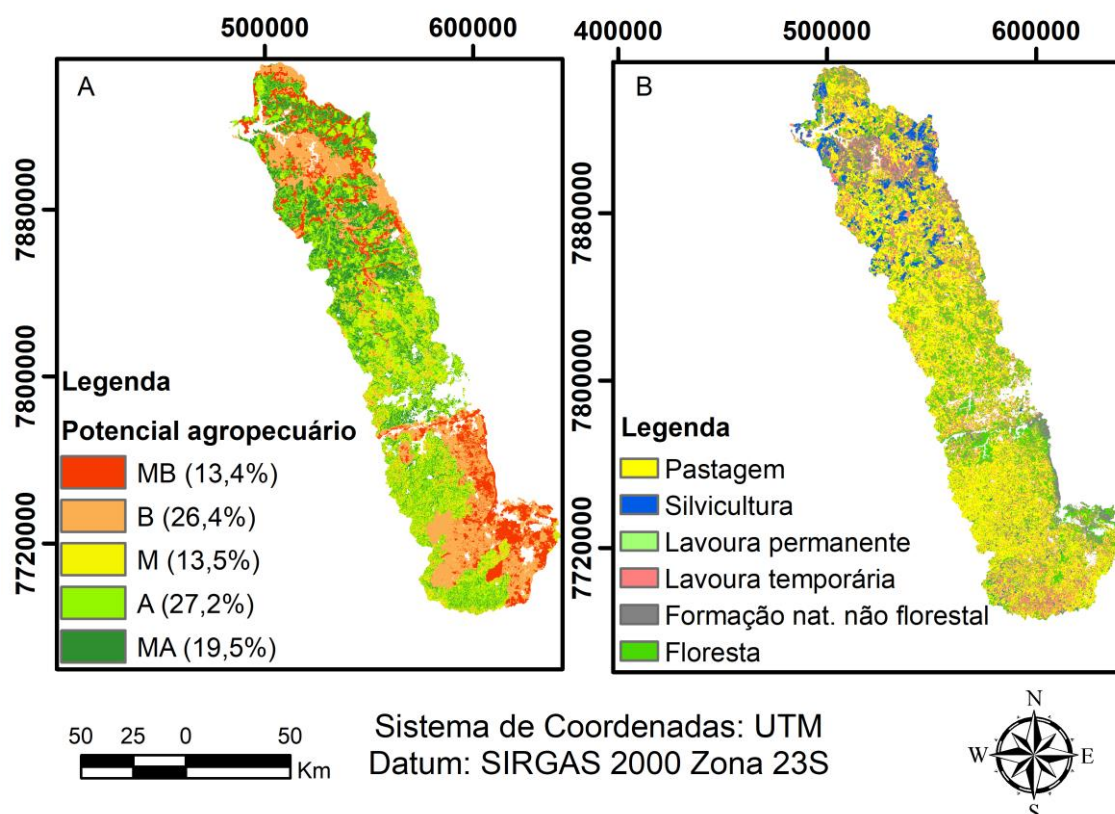 500000 600000 400000 5000000 6000000
A
B
7880000
7800000
7720000
Legenda
Potencial agropecuário
MB (13,4%)
B (26,4%)
M (13,5%)
A (27,2%)
MA (19,5%)
7880000
7800000
7720000
Legenda
Pastagem
Silvicultura
Lavoura permanente
Lavoura temporária
Formação nat. não florestal
Floresta
50 25 0 50
Km
Sistema de Coordenadas: UTM
Datum: SIRGAS 2000 Zona 23S
N
W E
S